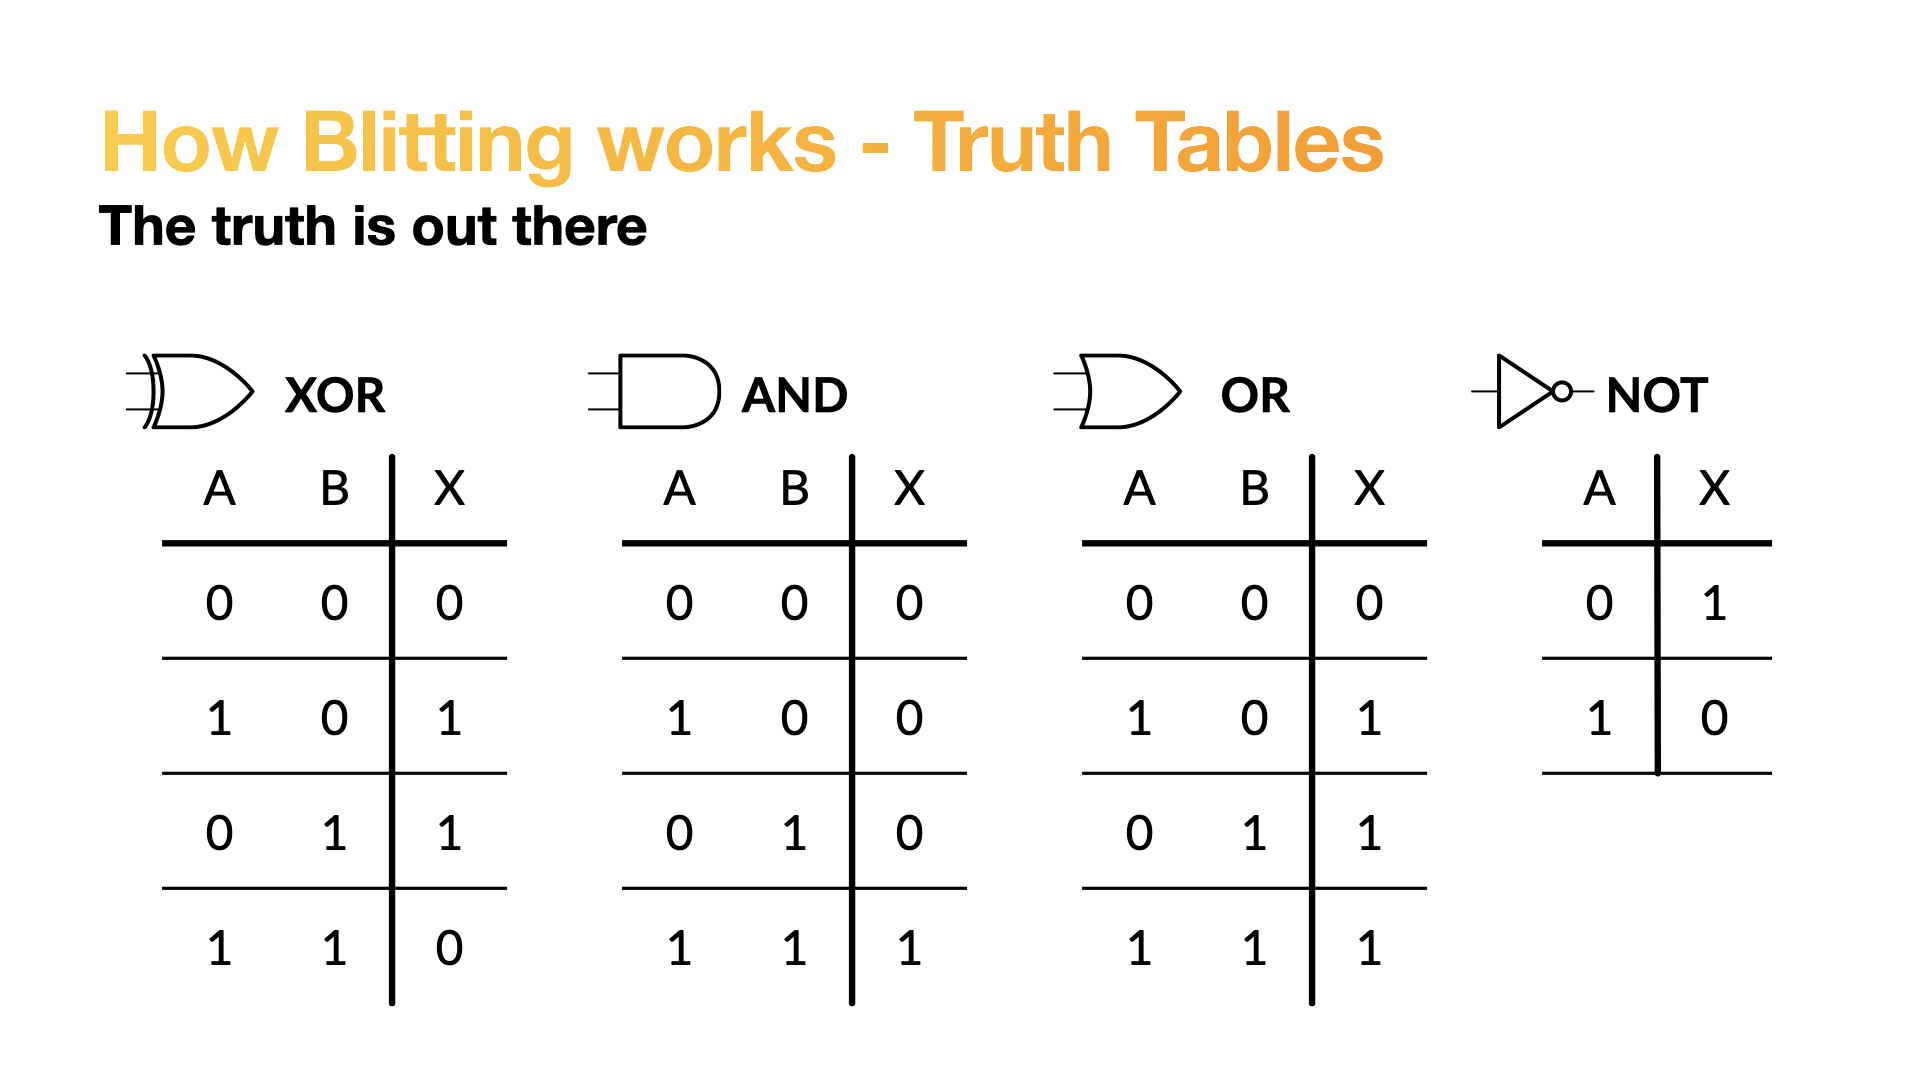 How Blitting works - Truth Tables
The truth is out there
XOR AND OR NOT
A B X A B X A B X A X
0 0 0 0 0 0 0 0 0 0 1
1 0 1 1 0 0 1 0 1 1 0
0 1 1 0 1 0 0 1 1
1 1 0 1 1 1 1 1 1